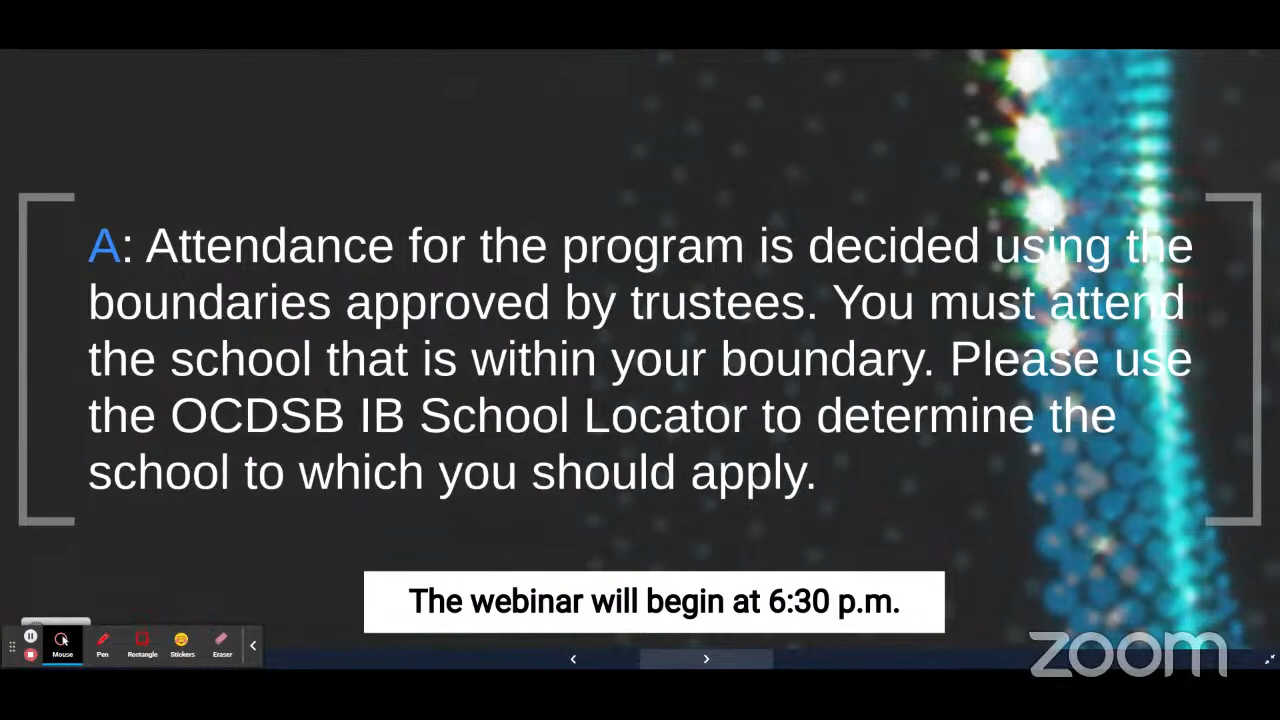 A: Attendance for the program is decided using the
boundaries approved by trustees. You must attend
the school that is within your boundary. Please use
the OCDSB IB School Locator to determine the
school to which you should apply.
The webinar will begin at 6:30 p.m.
Mouse Pen Rectangle Stickers Eraser
zoom